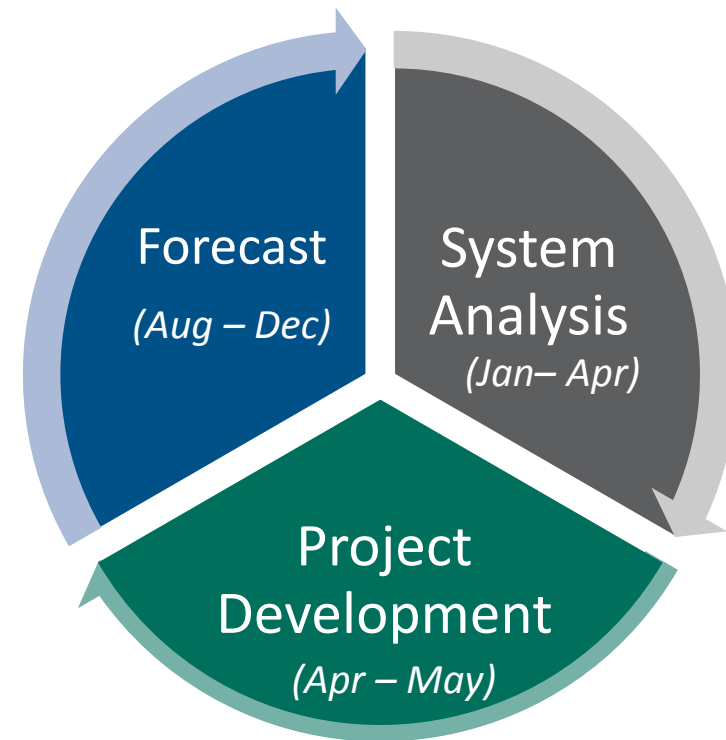 Forecast
(Aug – Dec)
System
Analysis
(Jan– Apr)
Project
Development
(Apr – May)